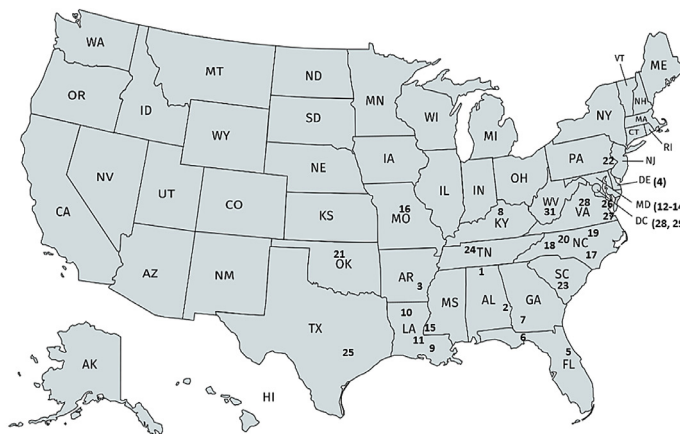 WA
MT
ND
MN
VT
ME
OR
ID
SD
WI
MI
NY
NH
MA
CT
RI
WY
IA
PA
22
NJ
NV
NE
IL
IN
OH
DE (4)
UT
CO
KS
16
MO
8
KY
WV
31
28
VA
26
27
MD (12-14
DC (28, 29
CA
21
OK
24 TN
18
20
19
NC
17
AZ
NM
AR
3
1
SC
23
MS
AL
2
GA
7
TX
10
LA
15
11
9
6
5
FL
25
AK
HI